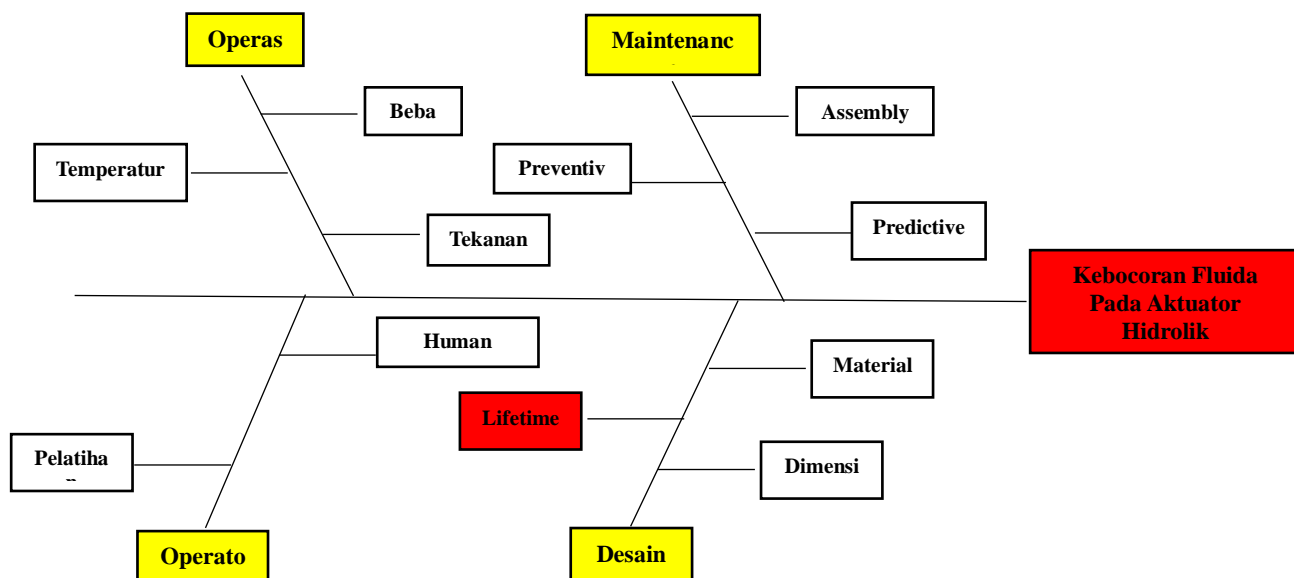 Operas
Maintenanc
Beba
Assembly
Temperatur
Preventiv
Tekanan
Predictive
Kebocoran Fluida
Pada Aktuator
Hidrolik
Human
Material
Lifetime
Pelatiha
Dimensi
Operato
Desain